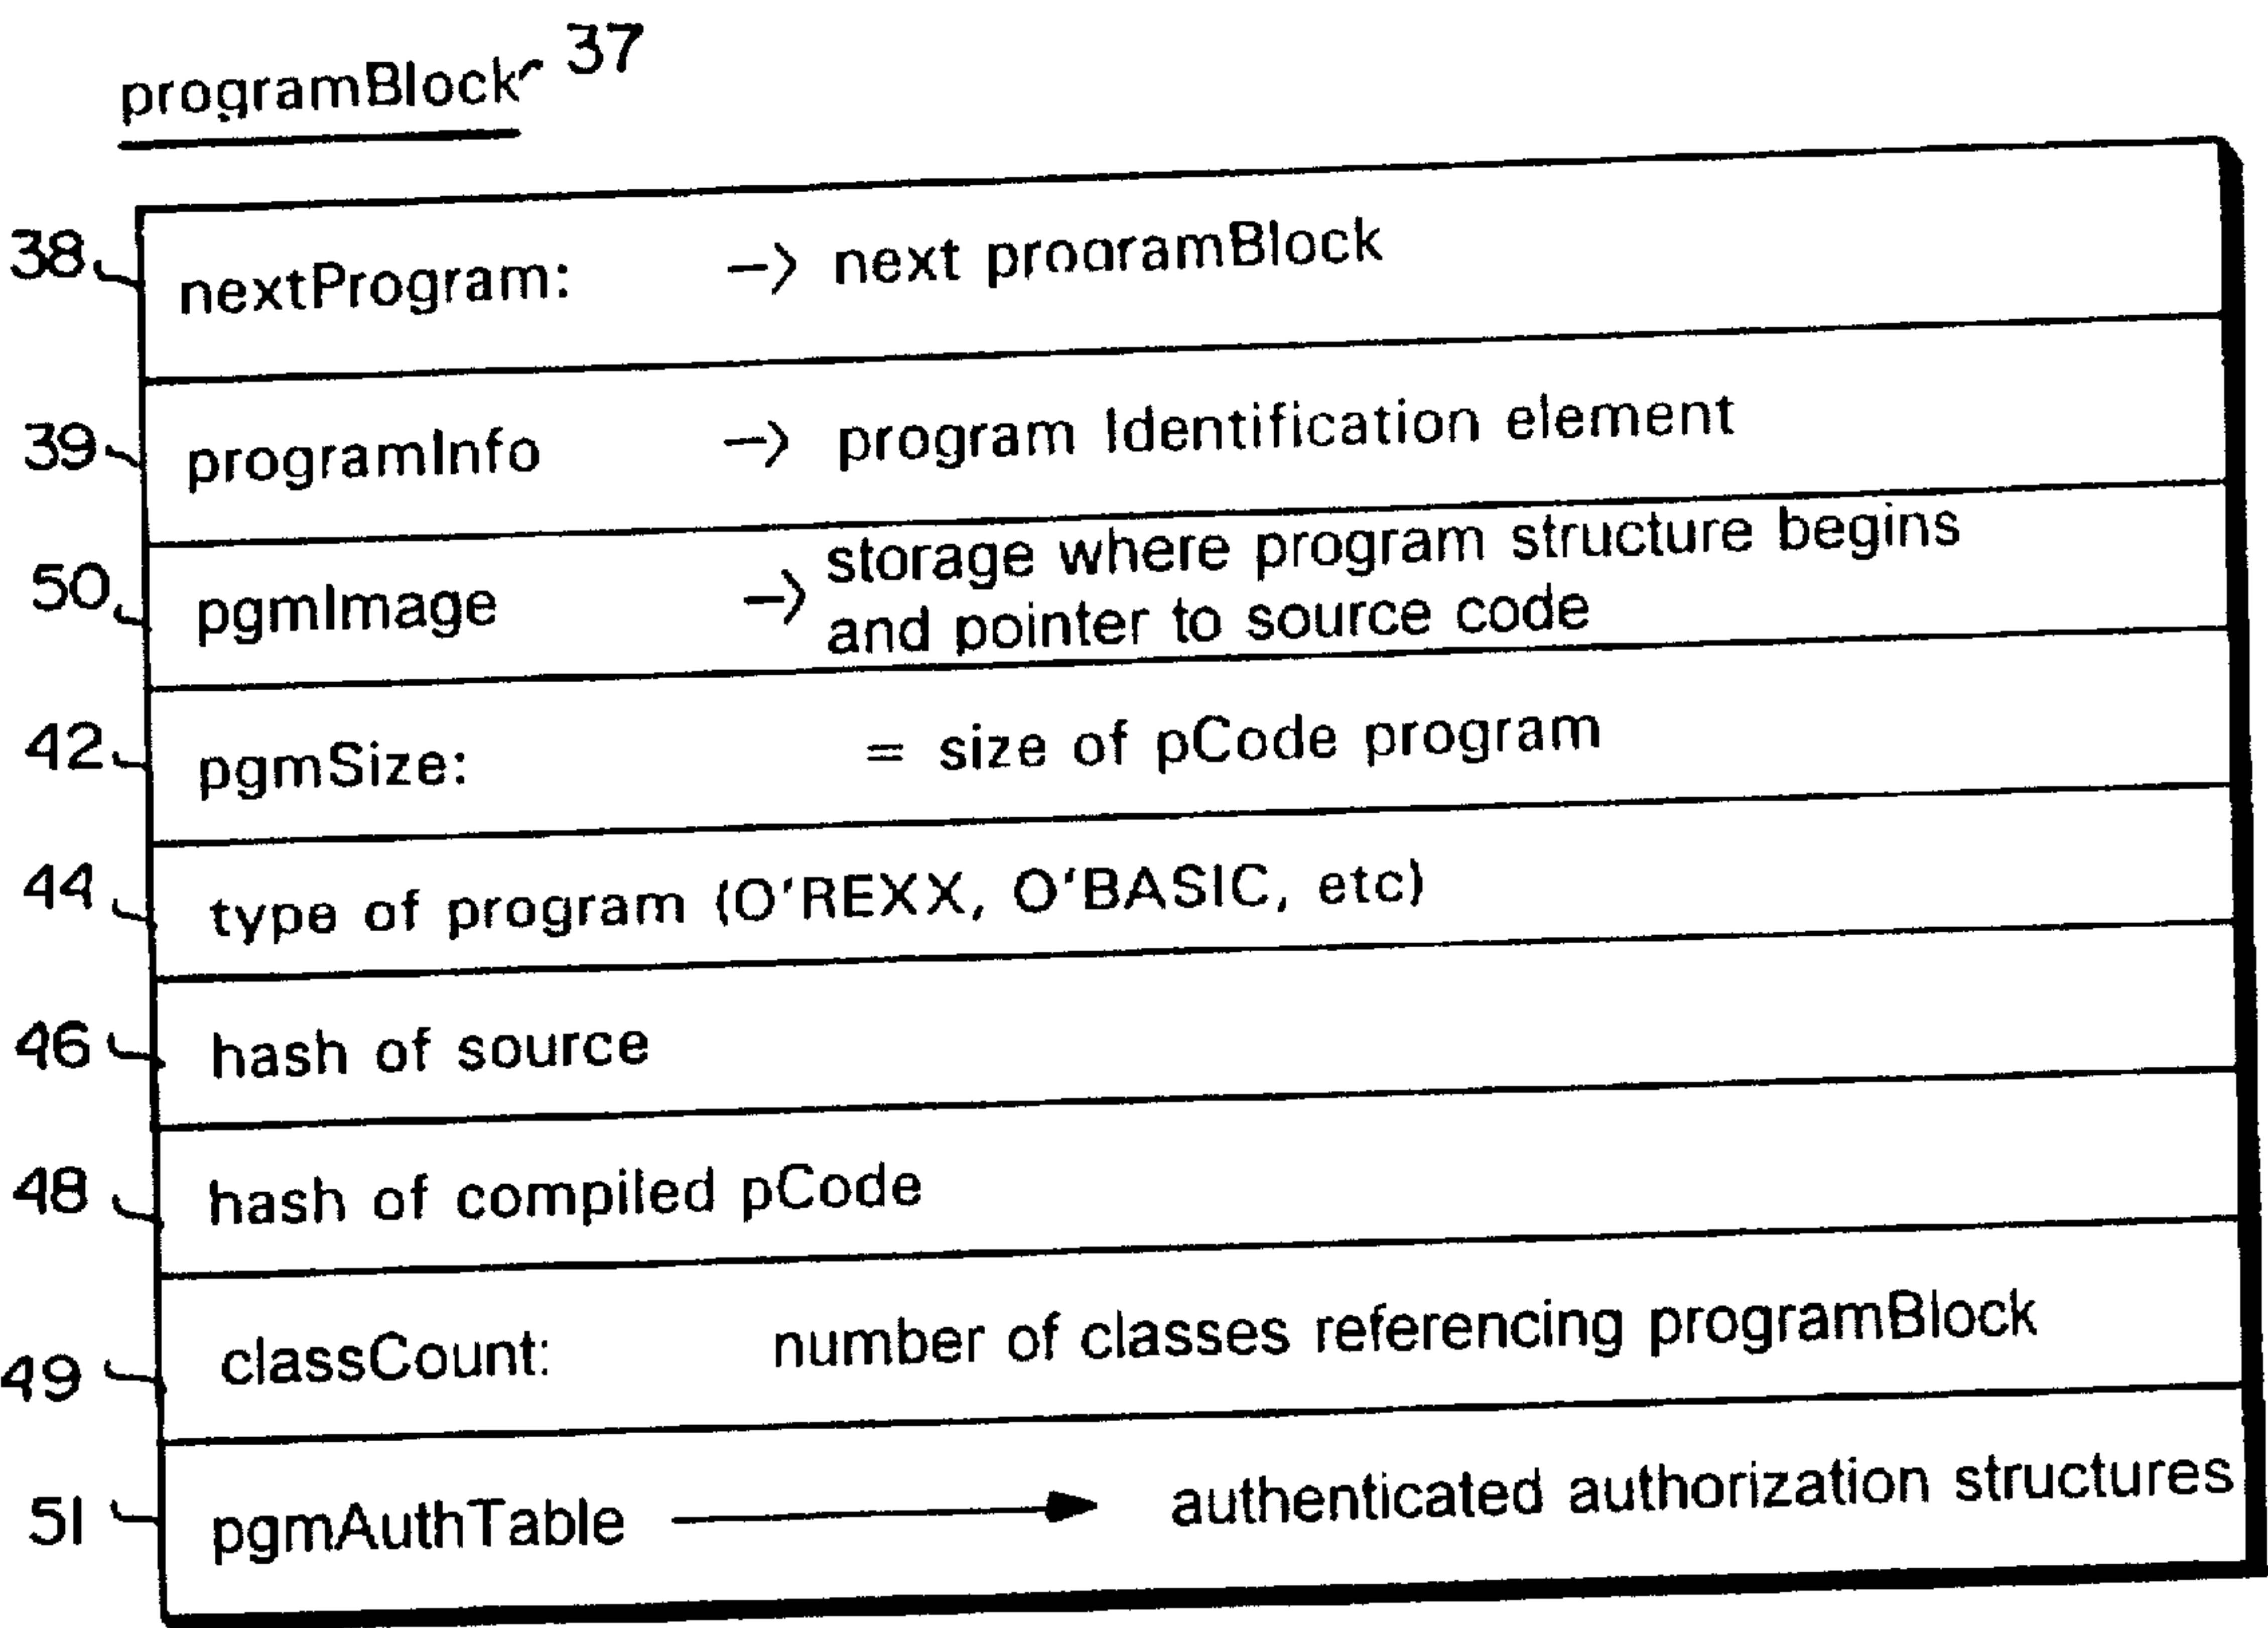 programBlock 37
38 nextProgram: -> next programBlock
39 programInfo -> program Identification element
50 pgmImage -> storage where program structure begins
and pointer to source code
42 pgmSize: = size of pCode program
44 type of program (O'REXX, O'BASIC, etc)
46 hash of source
48 hash of compiled pCode
49 classCount: number of classes referencing programBlock
51 pgmAuthTable authenticated authorization structures